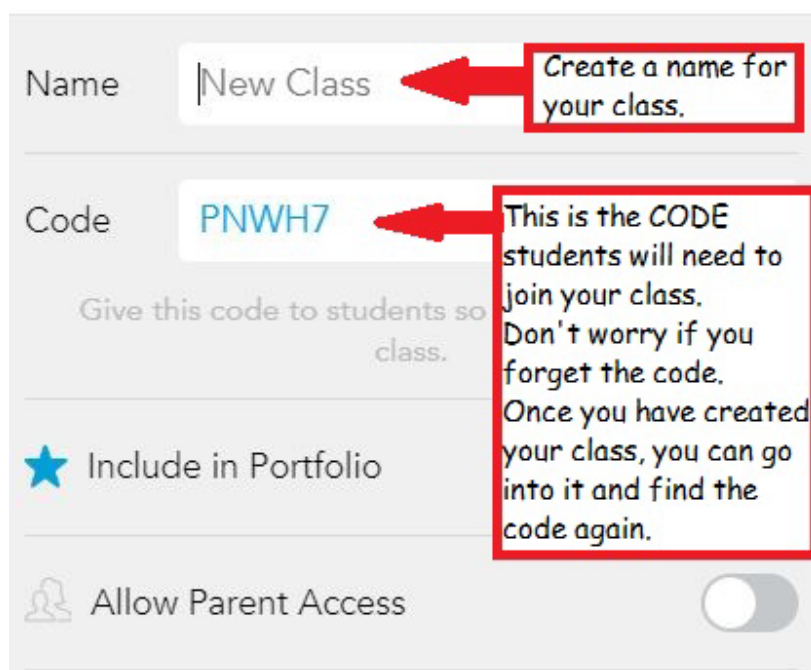 Name
New Class
Create a name for
your class.
Code
PNWH7
This is the CODE
students will need to
join your class.
Don't worry if you
forget the code.
Once you have created
your class, you can go
into it and find the
code again.
Give this code to students so
class.
Include in Portfolio
Allow Parent Access